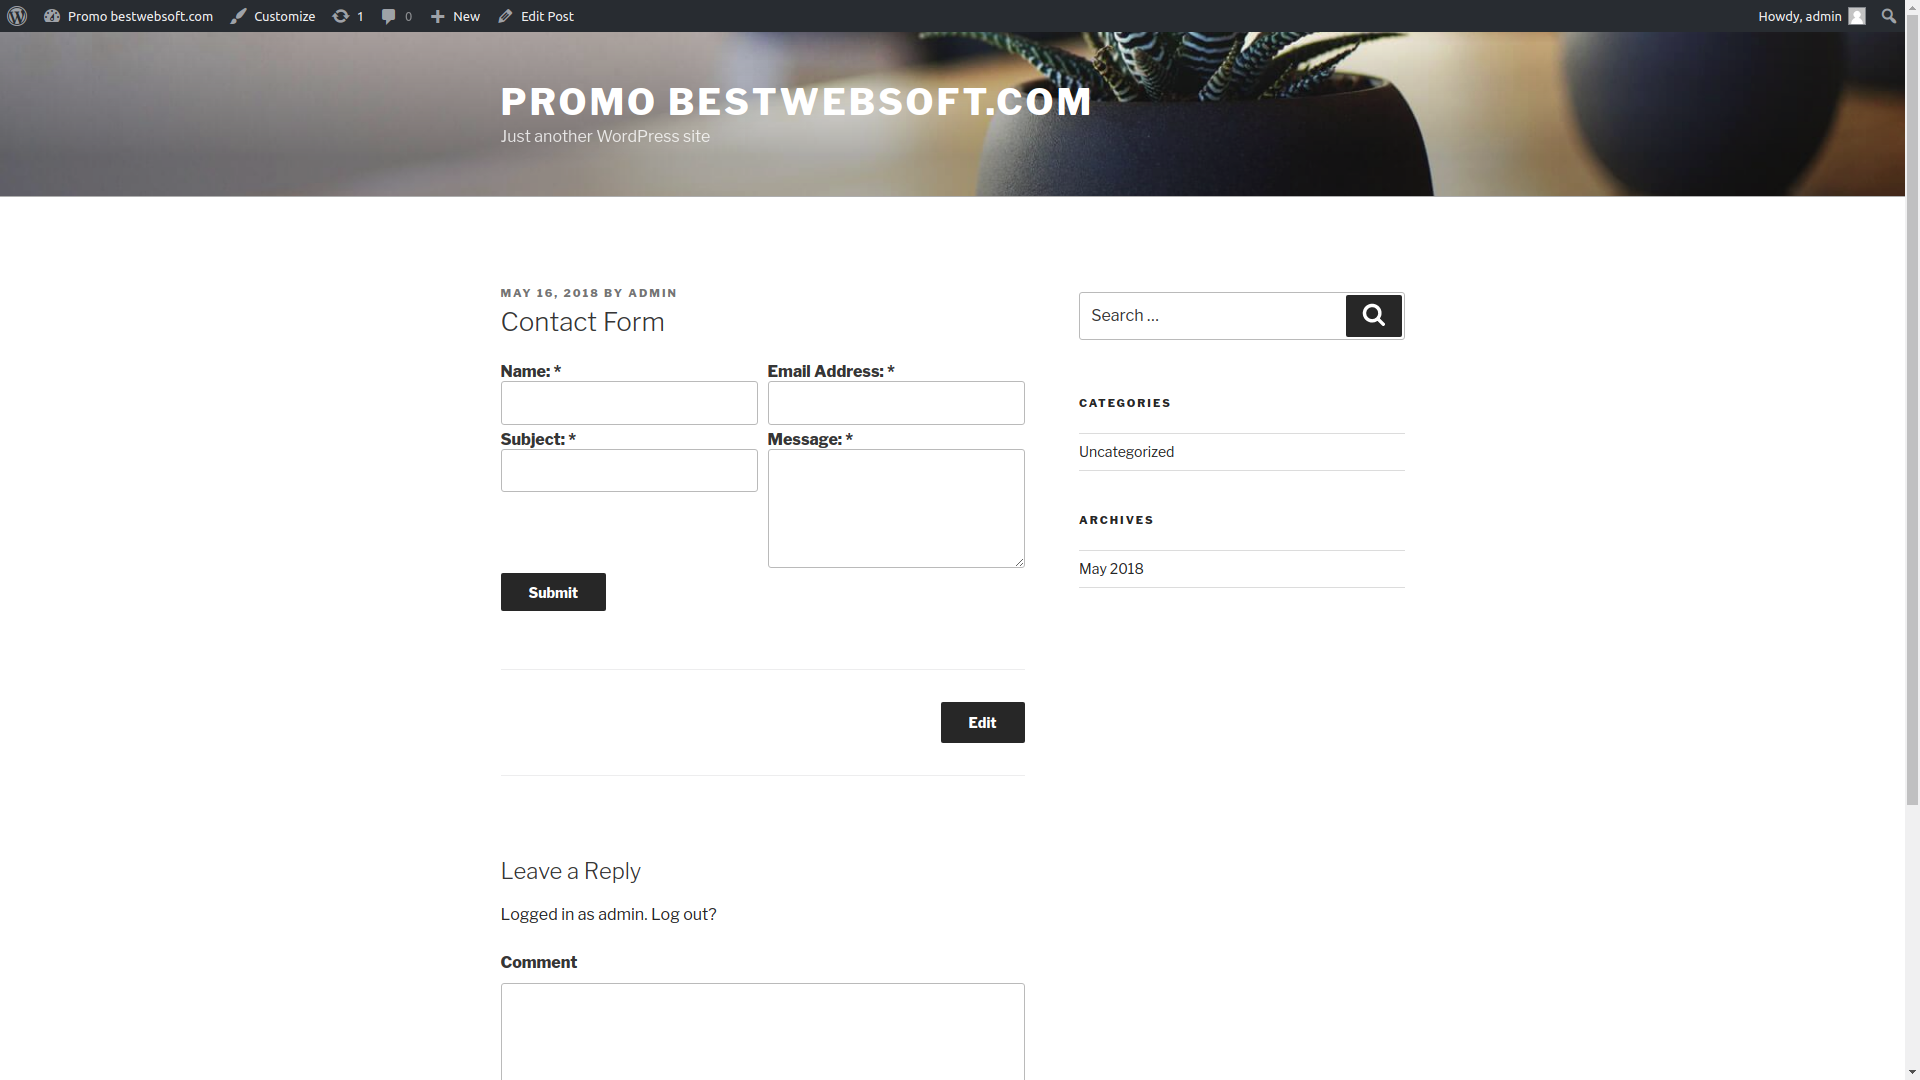 Promo bestwebsoft.com Customize 1 0 New Edit Post Howdy, admin
PROMO BESTWEBSOFT.COM
Just another WordPress site
MAY 16, 2018 BY ADMIN
Contact Form
Name: * Email Address: *
Subject: * Message: *
Submit
Edit
Leave a Reply
Logged in as admin. Log out?
Comment
Search …
CATEGORIES
Uncategorized
ARCHIVES
May 2018